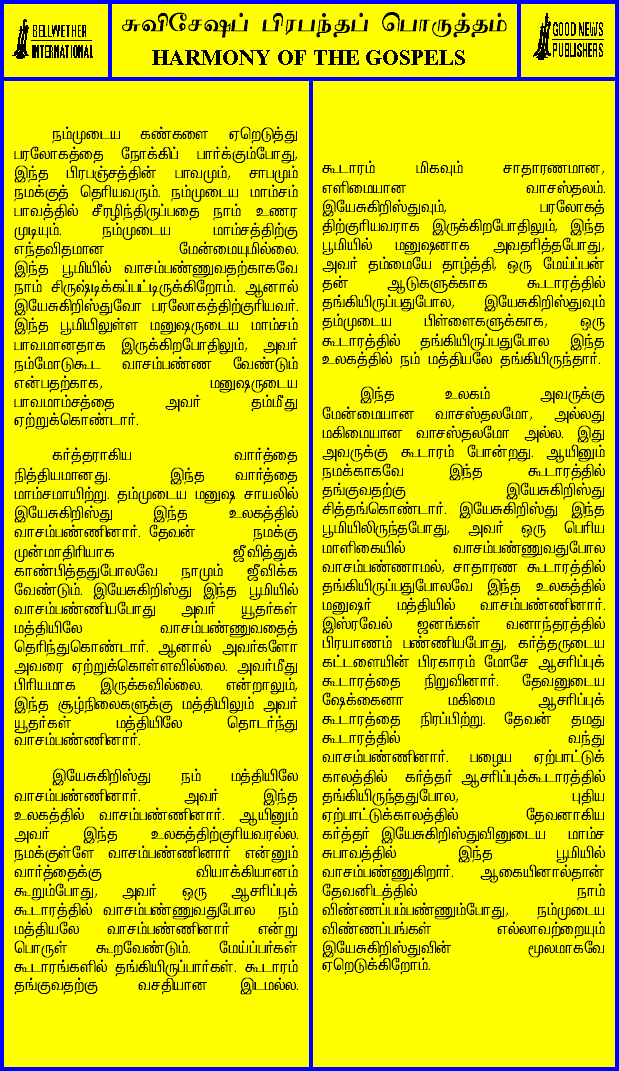 BELLWETHER
INTERNATIONAL
சுவிசேஷப் பிரபந்தப் பொருத்தம்
HARMONY OF THE GOSPELS
GOOD NEWS
PUBLISHERS
நம்முடைய கண்களை ஏறெடுத்து
பரலோகத்தை நோக்கிப் பார்க்கும்போது,
இந்த பிரபஞ்சத்தின் பாவமும், சாபமும்
நமக்குத் தெரியவரும். நம்முடைய மாம்சம்
பாவத்தில் சீரழிந்திருப்பதை நாம் உணர
முடியும். நம்முடைய மாம்சத்திற்கு
எந்தவிதமான மேன்மையுமில்லை.
இந்த பூமியில் வாசம்பண்ணுவதற்காகவே
நாம் சிருஷ்டிக்கப்பட்டிருக்கிறோம். ஆனால்
இயேசுகிறிஸ்துவோ பரலோகத்திற்குரியவர்.
இந்த பூமியிலுள்ள மனுஷருடைய மாம்சம்
பாவமானதாக இருக்கிறபோதிலும், அவர்
நம்மோடுகூட வாசம்பண்ண வேண்டும்
என்பதற்காக, மனுஷருடைய
பாவமாம்சத்தை அவர் தம்மீது
ஏற்றுக்கொண்டார்.
கர்த்தராகிய வார்த்தை
நித்தியமானது. இந்த வார்த்தை
மாம்சமாயிற்று. தம்முடைய மனுஷ சாயலில்
இயேசுகிறிஸ்து இந்த உலகத்தில்
வாசம்பண்ணினார். தேவன் நமக்கு
முன்மாதிரியாக ஜீவித்துக்
காண்பித்ததுபோலவே நாமும் ஜீவிக்க
வேண்டும். இயேசுகிறிஸ்து இந்த பூமியில்
வாசம்பண்ணியபோது அவர் யூதர்கள்
மத்தியிலே வாசம்பண்ணுவதைத்
தெரிந்துகொண்டார். ஆனால் அவர்களோ
அவரை ஏற்றுக்கொள்ளவில்லை. அவர்மீது
பிரியமாக இருக்கவில்லை. என்றாலும்,
இந்த சூழ்நிலைகளுக்கு மத்தியிலும் அவர்
யூதர்கள் மத்தியிலே தொடர்ந்து
வாசம்பண்ணினார்.
இயேசுகிறிஸ்து நம் மத்தியிலே
வாசம்பண்ணினார். அவர் இந்த
உலகத்தில் வாசம்பண்ணினார். ஆயினும்
அவர் இந்த உலகத்திற்குரியவரல்ல.
நமக்குள்ளே வாசம்பண்ணினார் என்னும்
வார்த்தைக்கு வியாக்கியானம்
கூறும்போது, அவர் ஒரு ஆசரிப்புக்
கூடாரத்தில் வாசம்பண்ணுவதுபோல நம்
மத்தியலே வாசம்பண்ணினார் என்று
பொருள் கூறவேண்டும். மேய்ப்பர்கள்
கூடாரங்களில் தங்கியிருப்பார்கள். கூடாரம்
தங்குவதற்கு வசதியான இடமல்ல.
கூடாரம் மிகவும் சாதாரணமான,
எளிமையான வாசஸ்தலம்.
இயேசுகிறிஸ்துவும், பரலோகத்
திற்குரியவராக இருக்கிறபோதிலும், இந்த
பூமியில் மனுஷனாக அவதரித்தபோது,
அவர் தம்மையே தாழ்த்தி, ஒரு மேய்ப்பன்
தன் ஆடுகளுக்காக கூடாரத்தில்
தங்கியிருப்பதுபோல, இயேசுகிறிஸ்துவும்
தம்முடைய பிள்ளைகளுக்காக, ஒரு
கூடாரத்தில் தங்கியிருப்பதுபோல இந்த
உலகத்தில் நம் மத்தியலே தங்கியிருந்தார்.
இந்த உலகம் அவருக்கு
மேன்மையான வாசஸ்தலமோ, அல்லது
மகிமையான வாசஸ்தலமோ அல்ல. இது
அவருக்கு கூடாரம் போன்றது. ஆயினும்
நமக்காகவே இந்த கூடாரத்தில்
தங்குவதற்கு இயேசுகிறிஸ்து
சித்தங்கொண்டார். இயேசுகிறிஸ்து இந்த
பூமியிலிருந்தபோது, அவர் ஒரு பெரிய
மாளிகையில் வாசம்பண்ணுவதுபோல
வாசம்பண்ணாமல், சாதாரண கூடாரத்தில்
தங்கியிருப்பதுபோலவே இந்த உலகத்தில்
மனுஷர் மத்தியில் வாசம்பண்ணினார்.
இஸ்ரவேல் ஜனங்கள் வனாந்தரத்தில்
பிரயாணம் பண்ணியபோது, கர்த்தருடைய
கட்டளையின் பிரகாரம் மோசே ஆசரிப்புக்
கூடாரத்தை நிறுவினார். தேவனுடைய
ஷேக்கைனா மகிமை ஆசரிப்புக்
கூடாரத்தை நிரப்பிற்று. தேவன் தமது
கூடாரத்தில் வந்து
வாசம்பண்ணினார். பழைய ஏற்பாட்டுக்
காலத்தில் கர்த்தர் ஆசரிப்புக்கூடாரத்தில்
தங்கியிருந்ததுபோல, புதிய
ஏற்பாட்டுக்காலத்தில் தேவனாகிய
கர்த்தர் இயேசுகிறிஸ்துவினுடைய மாம்ச
சுபாவத்தில் இந்த பூமியில்
வாசம்பண்ணுகிறார். ஆகையினால்தான்
தேவனிடத்தில் நாம்
விண்ணப்பம்பண்ணும்போது, நம்முடைய
விண்ணப்பங்கள் எல்லாவற்றையும்
இயேசுகிறிஸ்துவின் மூலமாகவே
ஏறெடுக்கிறோம்.